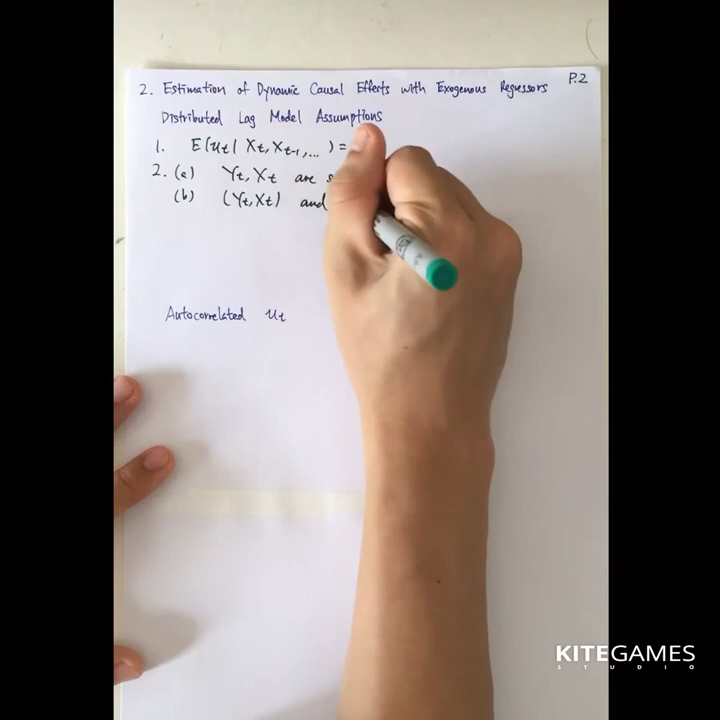 2. Estimation of Dynamic Causal Effects with Exogenous Regressors P.2
Distributed Lag Model Assumptions
1. E(ut | Xt, Xt-1, ... ) =
2. (a) Yt, Xt are
(b) (Yt, Xt) and
Autocorrelated ut
KITEGAMES
STUDIO